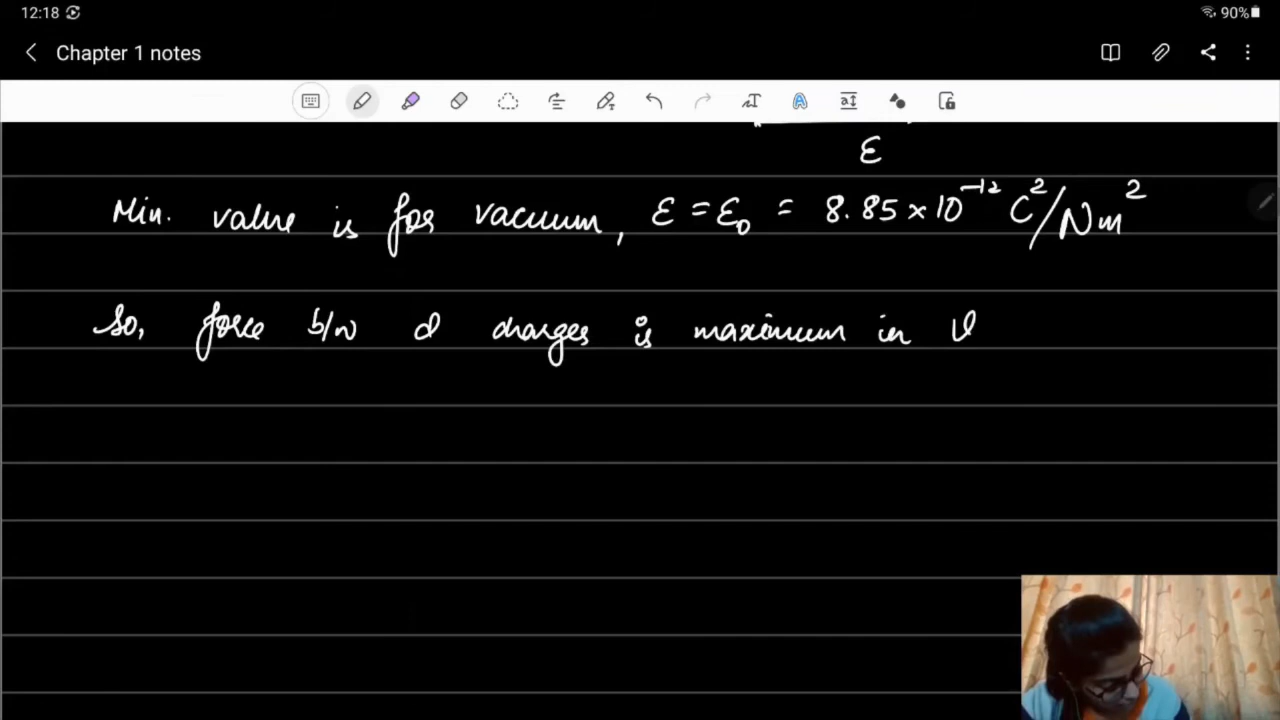 12:18 90%
Chapter 1 notes
ε
Min. value is for vacuum, ε = ε₀ = 8.85 × 10⁻¹² C²/Nm²
So, force b/w d charges is maximum in v